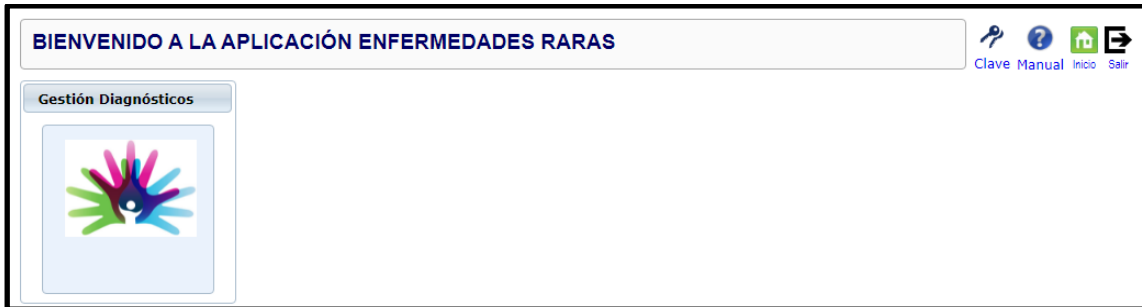 BIENVENIDO A LA APLICACIÓN ENFERMEDADES RARAS
Clave Manual Inicio Salir
Gestión Diagnósticos